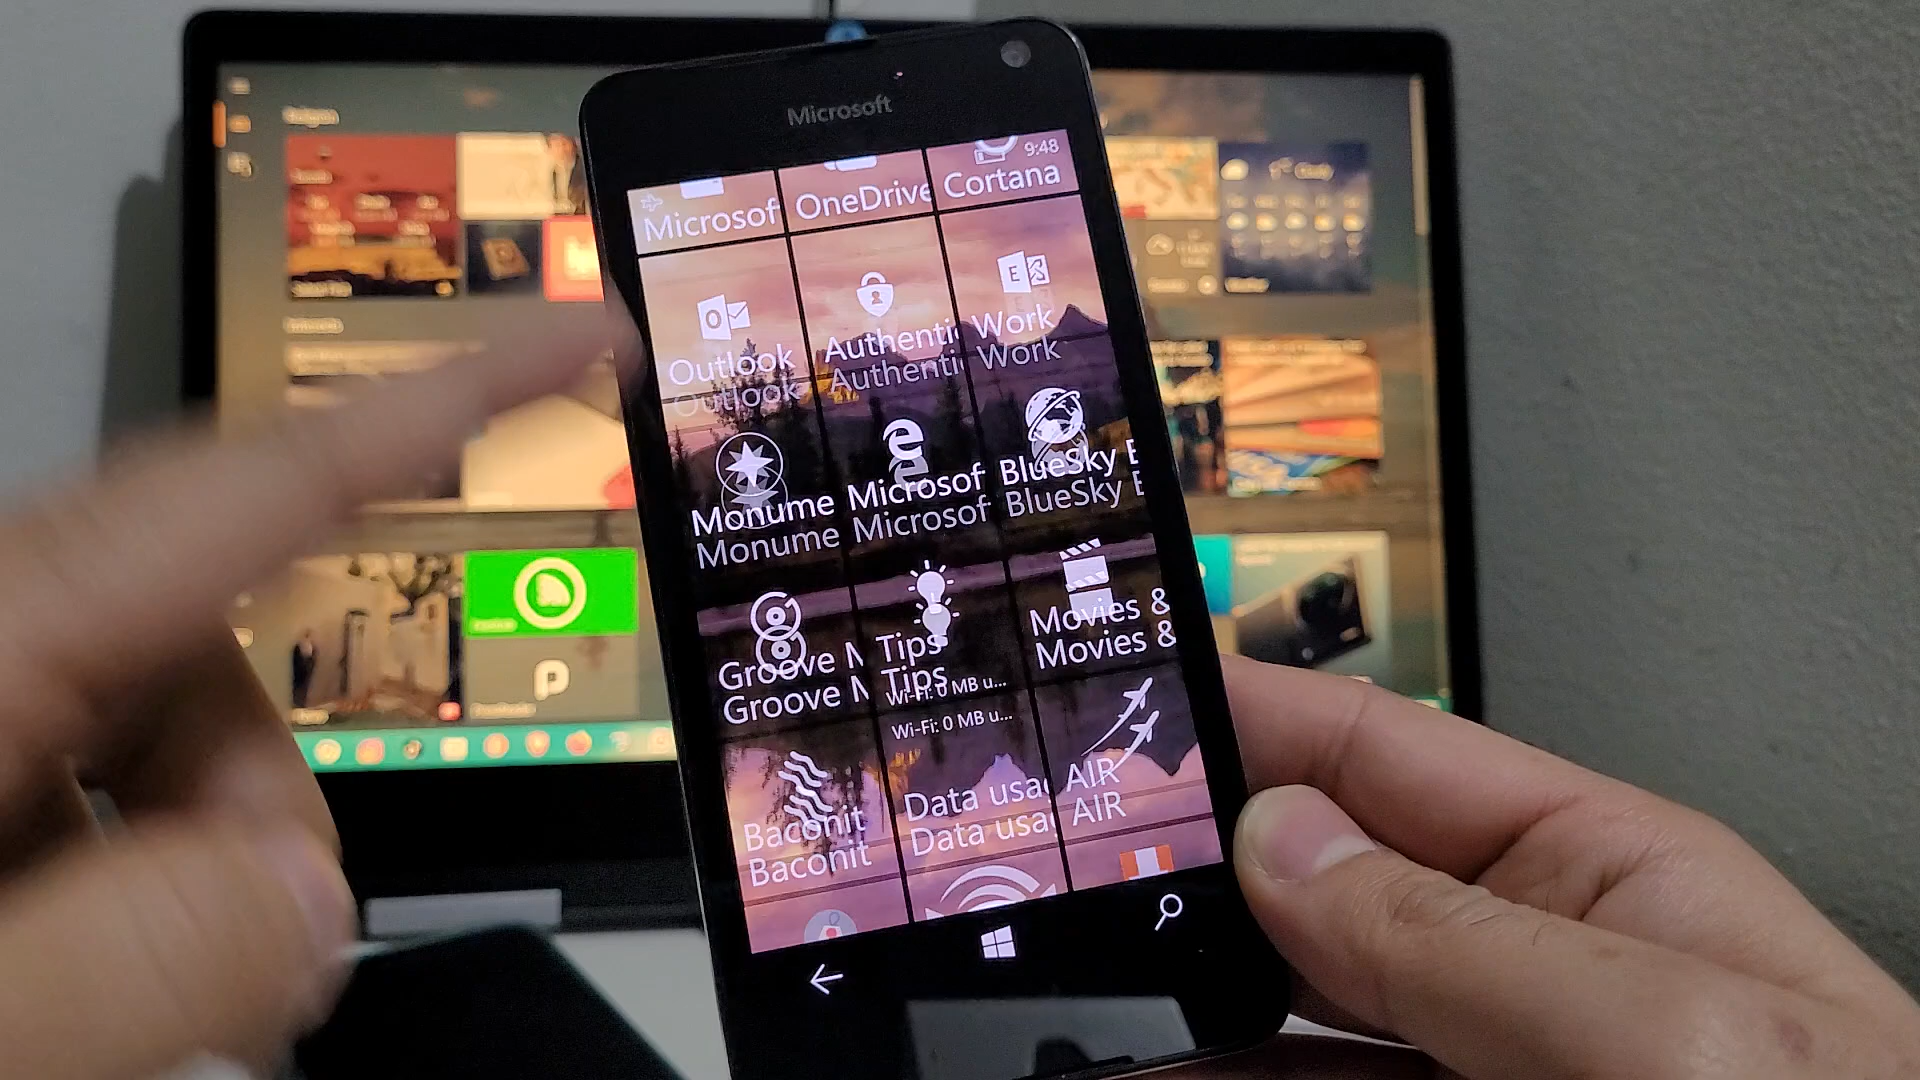 Microsoft
9:48
Microsof
OneDrive
Cortana
Outlook
Outlook
Authenti
Authenti
Work
Work
Monume
Monume
Microsof
Microsof
BlueSky E
BlueSky E
Groove M
Groove M
Tips
Tips
Movies &
Movies &
Wi-Fi: 0 MB u...
Wi-Fi: 0 MB u...
Baconit
Baconit
Data usa
Data usa
AIR
AIR